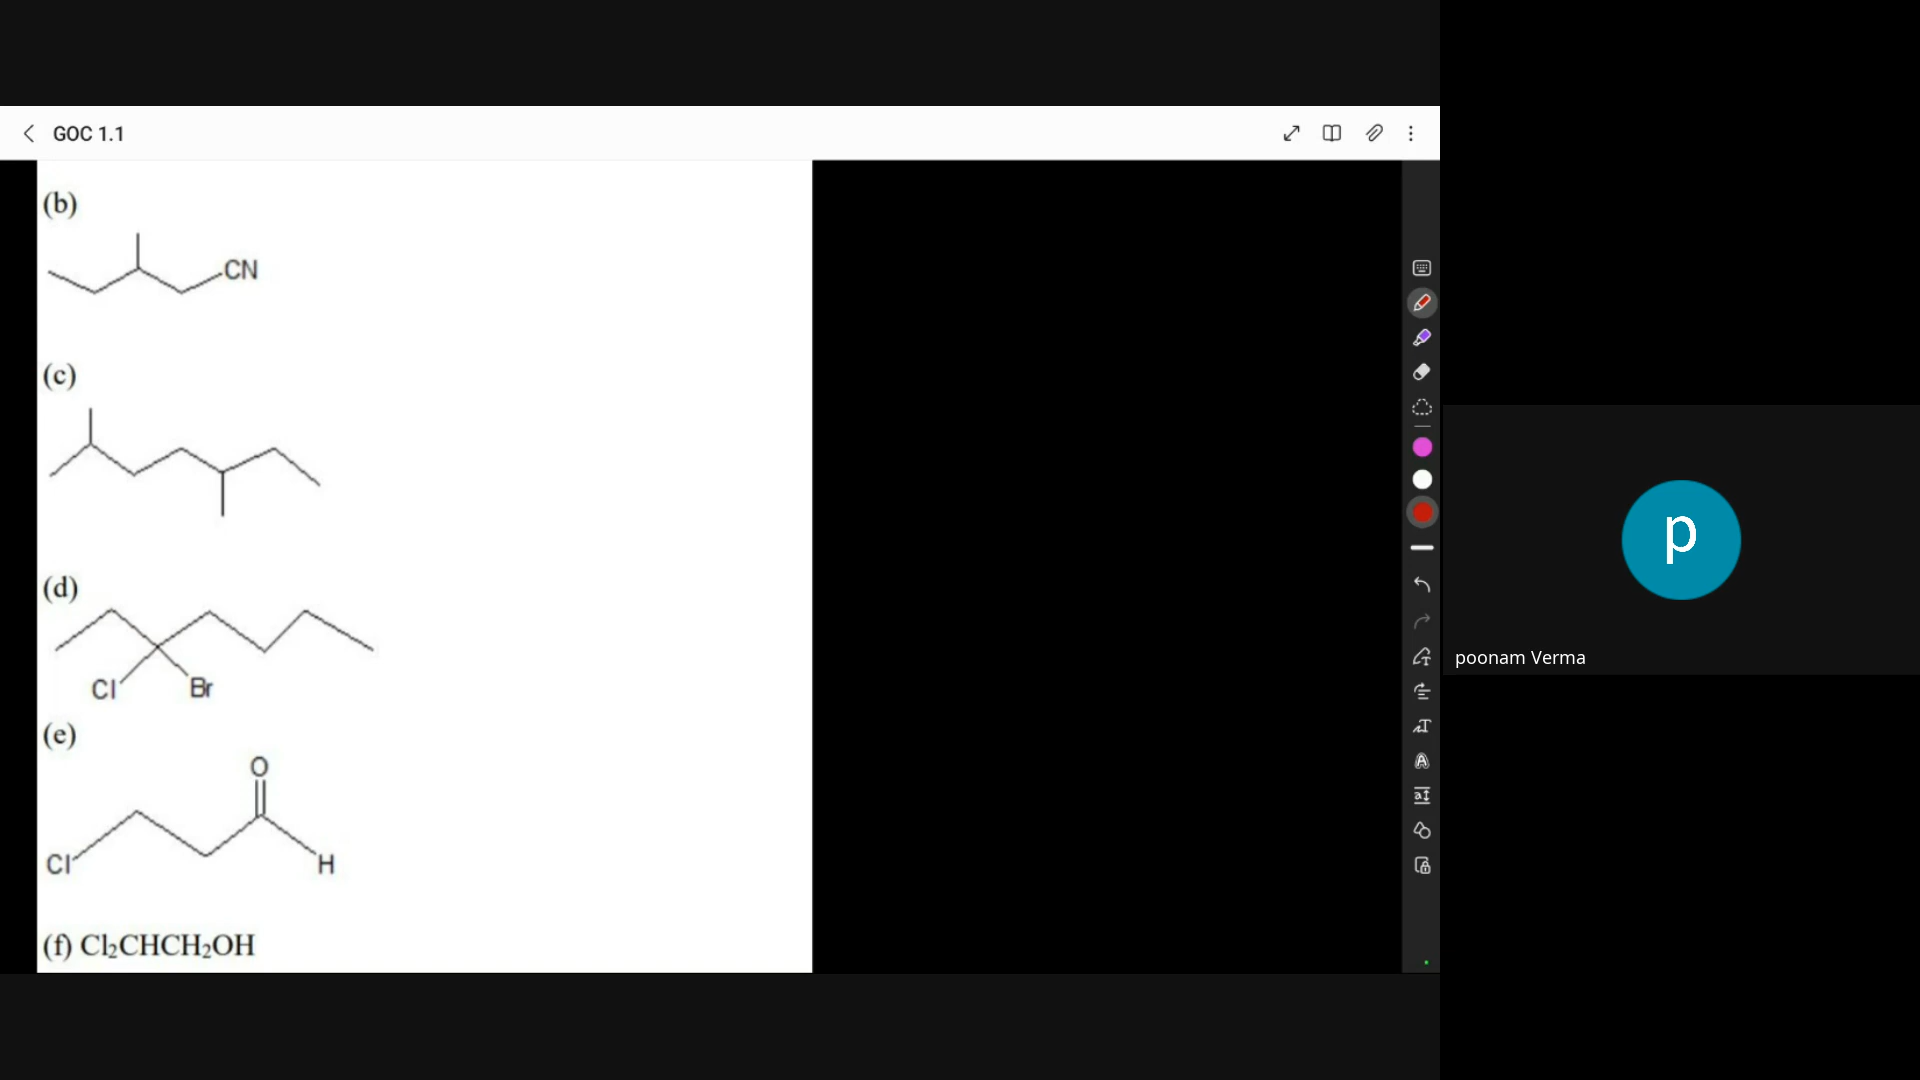 GOC 1.1
(b)
CN
(c)
(d)
Cl Br
(e)
O
Cl H
(f) Cl₂CHCH₂OH
p
poonam Verma